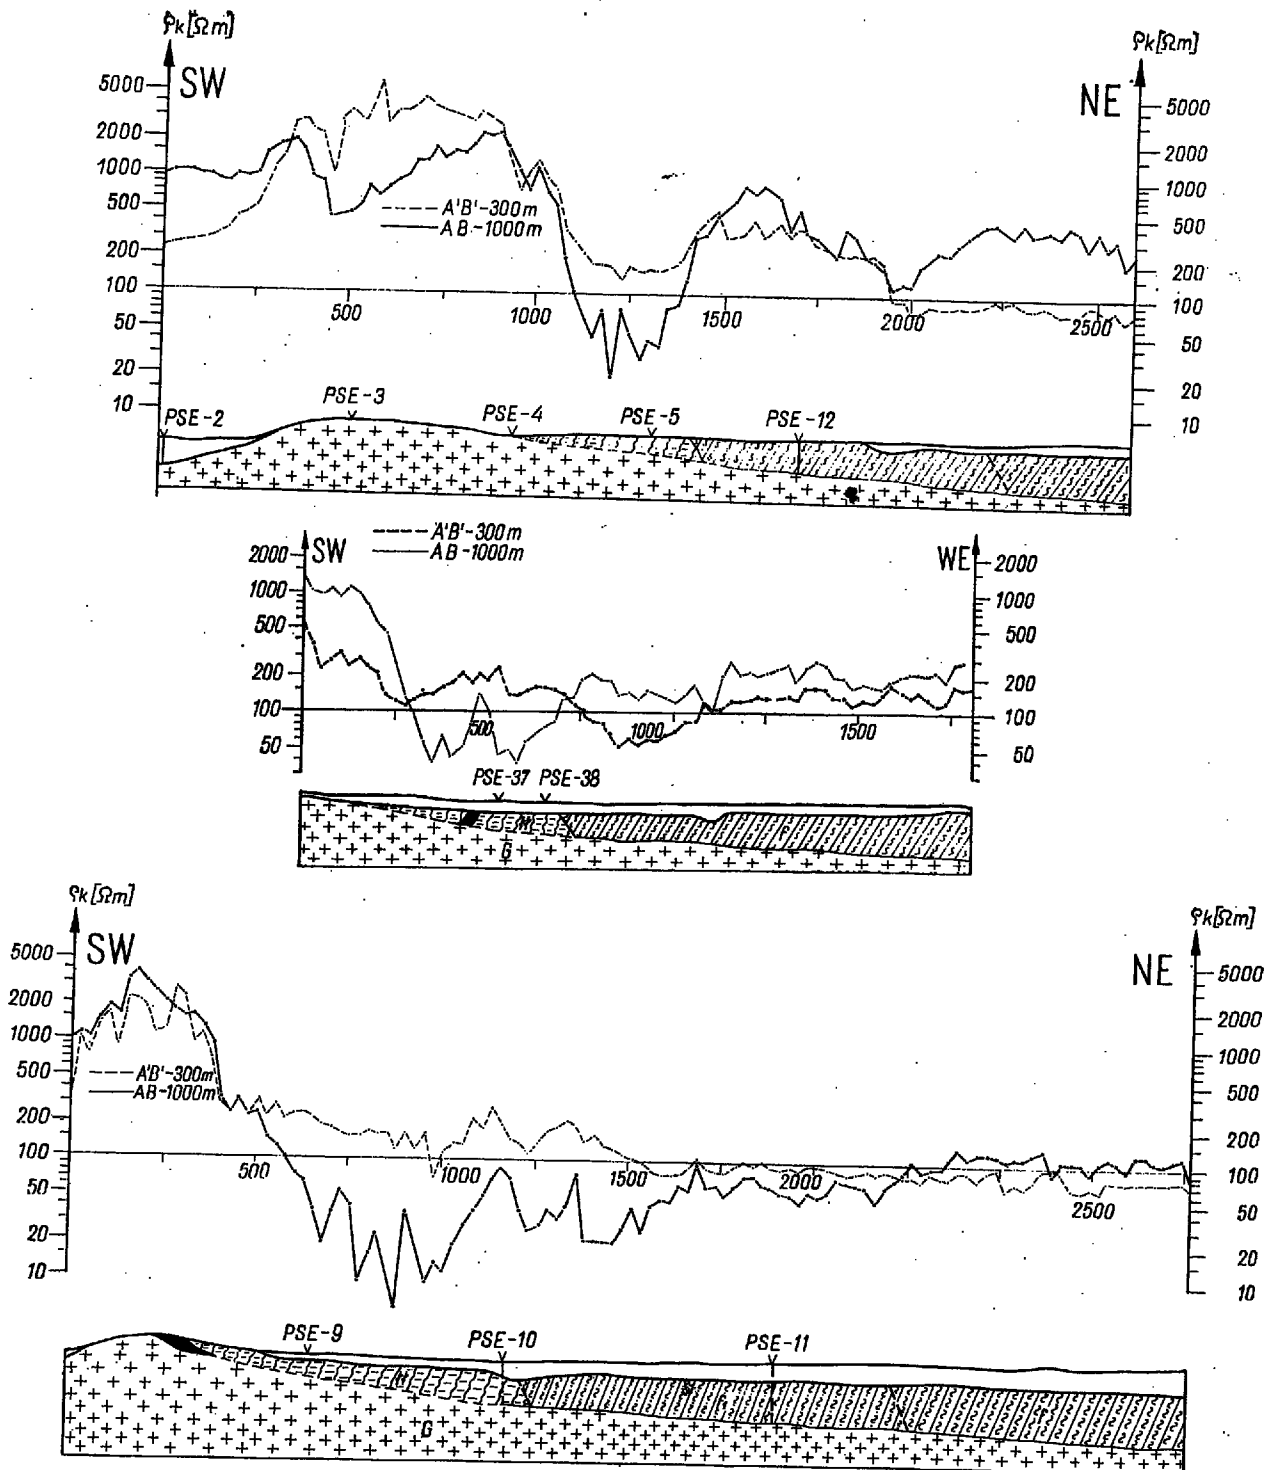 ρk[Ωm]
ρk[Ωm]
SW
NE
5000
2000
1000
500
200
100
50
20
10
5000
2000
1000
500
200
100
50
20
10
A'B'-300m
AB-1000m
500
1000
1500
2000
2500
PSE-2
PSE-3
PSE-4
PSE-5
PSE-12
A'B'-300m
AB-1000m
SW
WE
2000
1000
500
200
100
50
2000
1000
500
200
100
50
500
1000
1500
PSE-37
PSE-38
M
G
ρk[Ωm]
ρk[Ωm]
SW
NE
5000
2000
1000
500
200
100
50
20
10
5000
2000
1000
500
200
100
50
20
10
A'B'-300m
AB-1000m
500
1000
1500
2000
2500
PSE-9
PSE-10
PSE-11
G